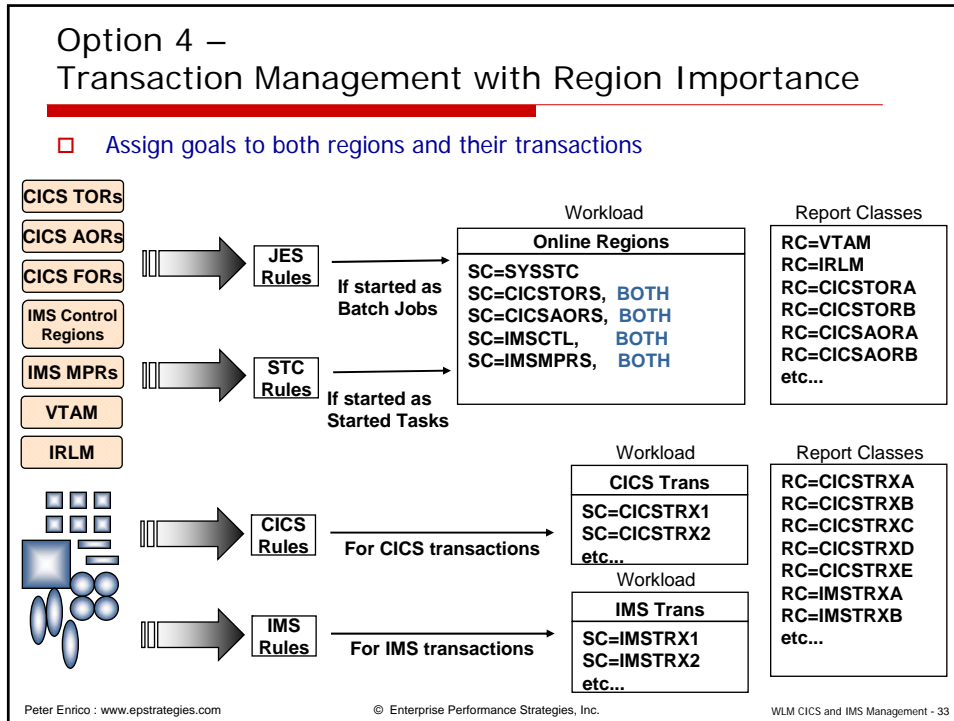 Option 4 –
Transaction Management with Region Importance
Assign goals to both regions and their transactions
CICS TORs
CICS AORs
CICS FORs
IMS Control
Regions
IMS MPRs
VTAM
IRLM
JES
Rules
If started as
Batch Jobs
STC
Rules
If started as
Started Tasks
Workload
Online Regions
SC=SYSSTC
SC=CICSTORS, BOTH
SC=CICSAORS, BOTH
SC=IMSCTL, BOTH
SC=IMSMPRS, BOTH
Report Classes
RC=VTAM
RC=IRLM
RC=CICSTORA
RC=CICSTORB
RC=CICSAORA
RC=CICSAORB
etc...
CICS
Rules
For CICS transactions
Workload
CICS Trans
SC=CICSTRX1
SC=CICSTRX2
etc...
IMS
Rules
For IMS transactions
Workload
IMS Trans
SC=IMSTRX1
SC=IMSTRX2
etc...
Report Classes
RC=CICSTRXA
RC=CICSTRXB
RC=CICSTRXC
RC=CICSTRXD
RC=CICSTRXE
RC=IMSTRXA
RC=IMSTRXB
etc...
Peter Enrico : www.epstrategies.com
© Enterprise Performance Strategies, Inc.
WLM CICS and IMS Management - 33